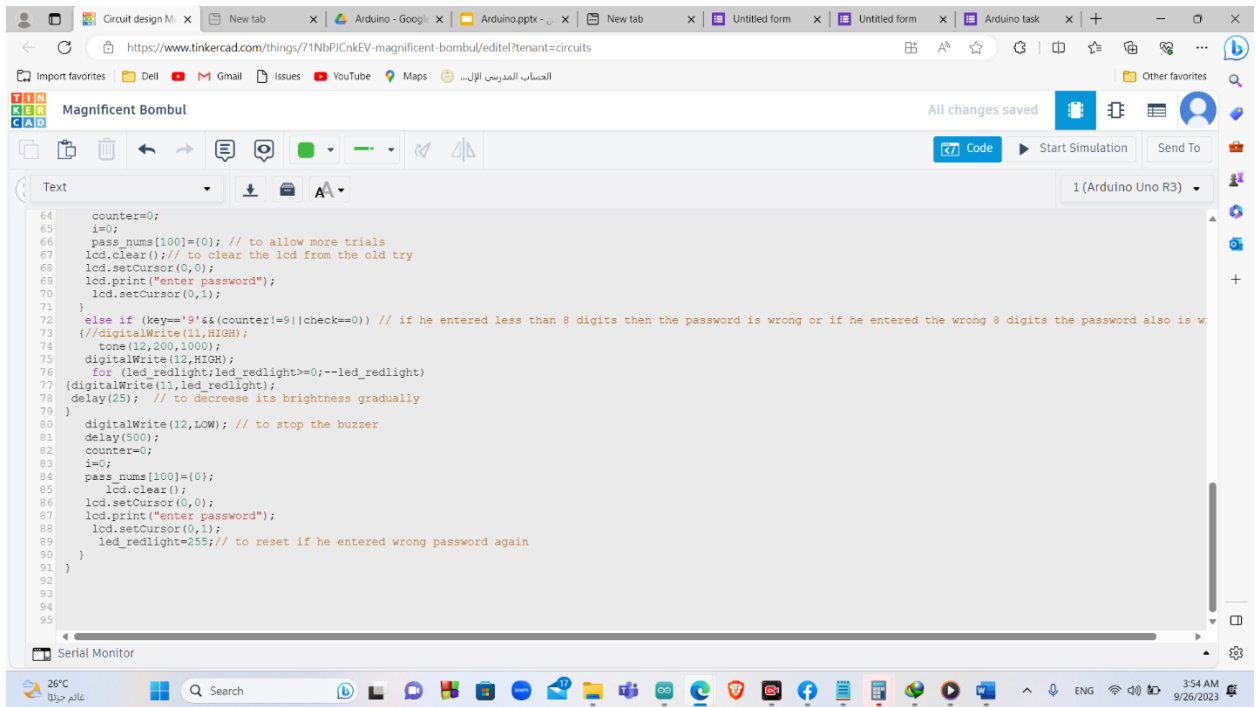 Circuit design Ma
New tab
Arduino - Googl
Arduino.pptx -
New tab
Untitled form
Untitled form
Arduino task
https://www.tinkercad.com/things/71NbPJCnkEV-magnificent-bombul/editel?tenant=circuits
Import favorites
Dell
Gmail
Issues
YouTube
Maps
الحساب المدرسي الإل...
Other favorites
TINKERCAD
Magnificent Bombul
All changes saved
Code
Start Simulation
Send To
Text
1 (Arduino Uno R3)
64 counter=0;
65 i=0;
66 pass_nums[100]={0}; // to allow more trials
67 lcd.clear();// to clear the lcd from the old try
68 lcd.setCursor(0,0);
69 lcd.print("enter password");
70 lcd.setCursor(0,1);
71 }
72 else if (key=='9'&&(counter!=9||check==0)) // if he entered less than 8 digits then the password is wrong or if he entered the wrong 8 digits the password also is w
73 {//digitalWrite(11,HIGH);
74 tone(12,200,1000);
75 digitalWrite(12,HIGH);
76 for (led_redlight;led_redlight>=0;--led_redlight)
77 {digitalWrite(11,led_redlight);
78 delay(25); // to decreese its brightness gradually
79 }
80 digitalWrite(12,LOW); // to stop the buzzer
81 delay(500);
82 counter=0;
83 i=0;
84 pass_nums[100]={0};
85 lcd.clear();
86 lcd.setCursor(0,0);
87 lcd.print("enter password");
88 lcd.setCursor(0,1);
89 led_redlight=255;// to reset if he entered wrong password again
90 }
91 }
92
93
94
95
Serial Monitor
26°C
غائم جزئيًا
Search
zoom
17
ENG
3:54 AM
9/26/2023